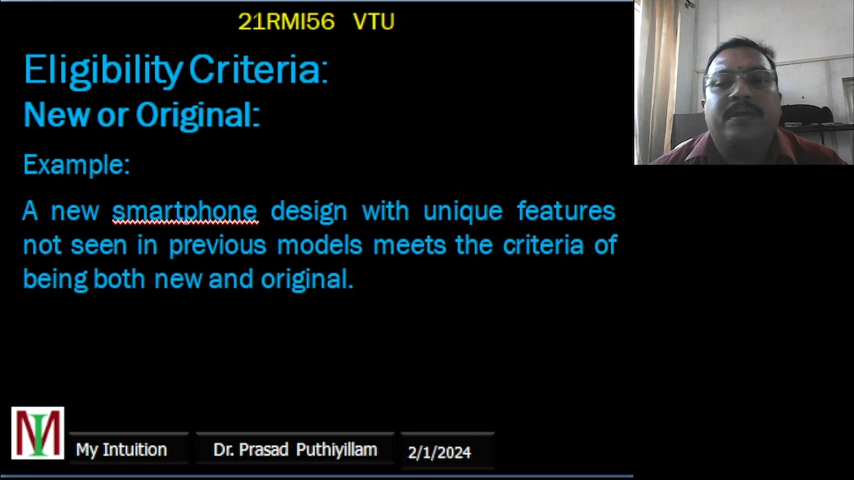 21RMI56 VTU
Eligibility Criteria:
New or Original:
Example:
A new smartphone design with unique features
not seen in previous models meets the criteria of
being both new and original.
MI
My Intuition
Dr. Prasad Puthiyillam
2/1/2024